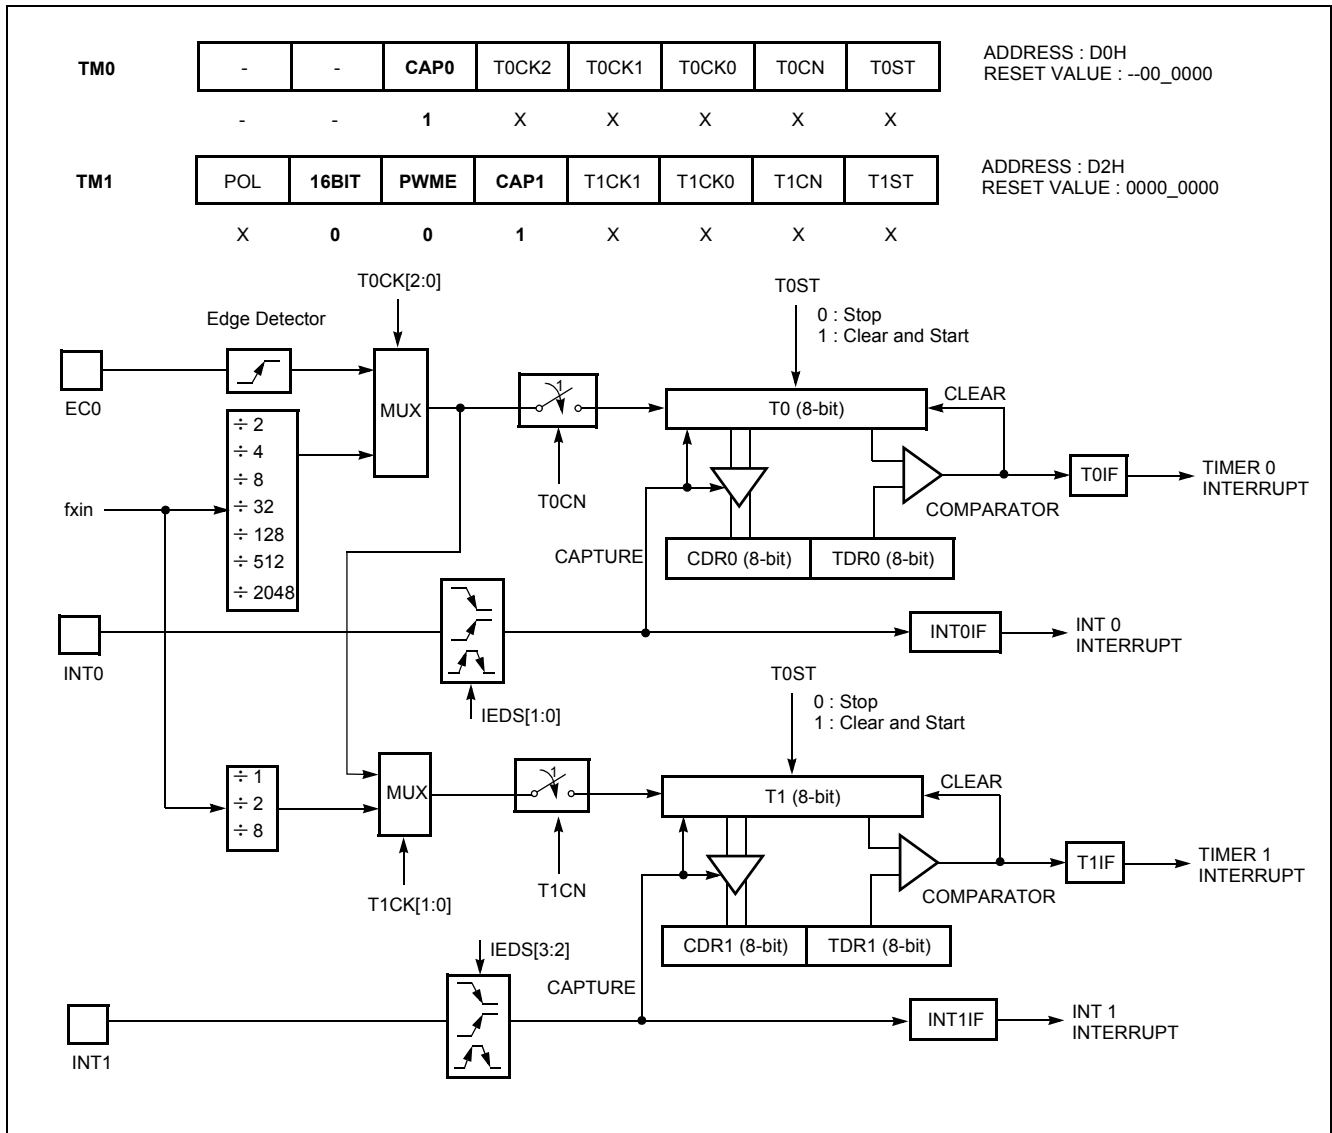 TM0 - - CAP0 T0CK2 T0CK1 T0CK0 T0CN T0ST
ADDRESS : D0H
RESET VALUE : --00_0000
- - 1 X X X X X
TM1 POL 16BIT PWME CAP1 T1CK1 T1CK0 T1CN T1ST
ADDRESS : D2H
RESET VALUE : 0000_0000
X 0 0 1 X X X X
T0CK[2:0]
T0ST
0 : Stop
1 : Clear and Start
Edge Detector
EC0
MUX
1
T0 (8-bit)
CLEAR
÷ 2
÷ 4
÷ 8
÷ 32
÷ 128
÷ 512
÷ 2048
fxin
T0CN
COMPARATOR
T0IF
TIMER 0
INTERRUPT
CAPTURE
CDR0 (8-bit)
TDR0 (8-bit)
INT0
IEDS[1:0]
INT0IF
INT 0
INTERRUPT
T0ST
0 : Stop
1 : Clear and Start
÷ 1
÷ 2
÷ 8
MUX
1
T1 (8-bit)
CLEAR
T1CK[1:0]
T1CN
COMPARATOR
T1IF
TIMER 1
INTERRUPT
CDR1 (8-bit)
TDR1 (8-bit)
IEDS[3:2]
CAPTURE
INT1
INT1IF
INT 1
INTERRUPT